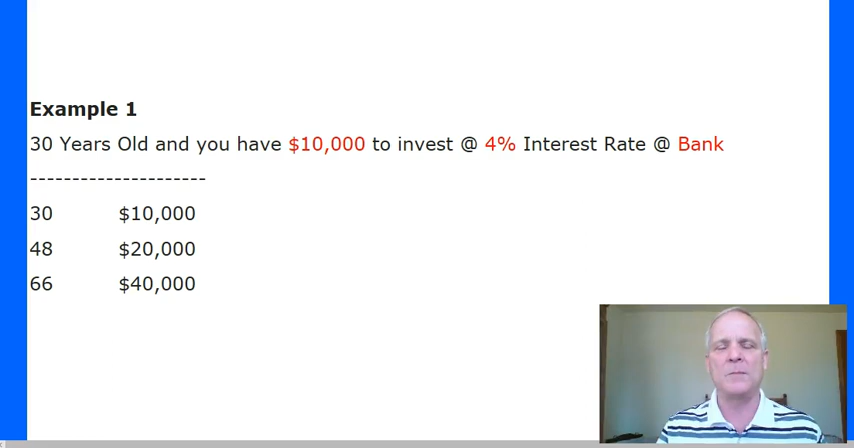 Example 1
30 Years Old and you have $10,000 to invest @ 4% Interest Rate @ Bank
---------------------
30 $10,000
48 $20,000
66 $40,000